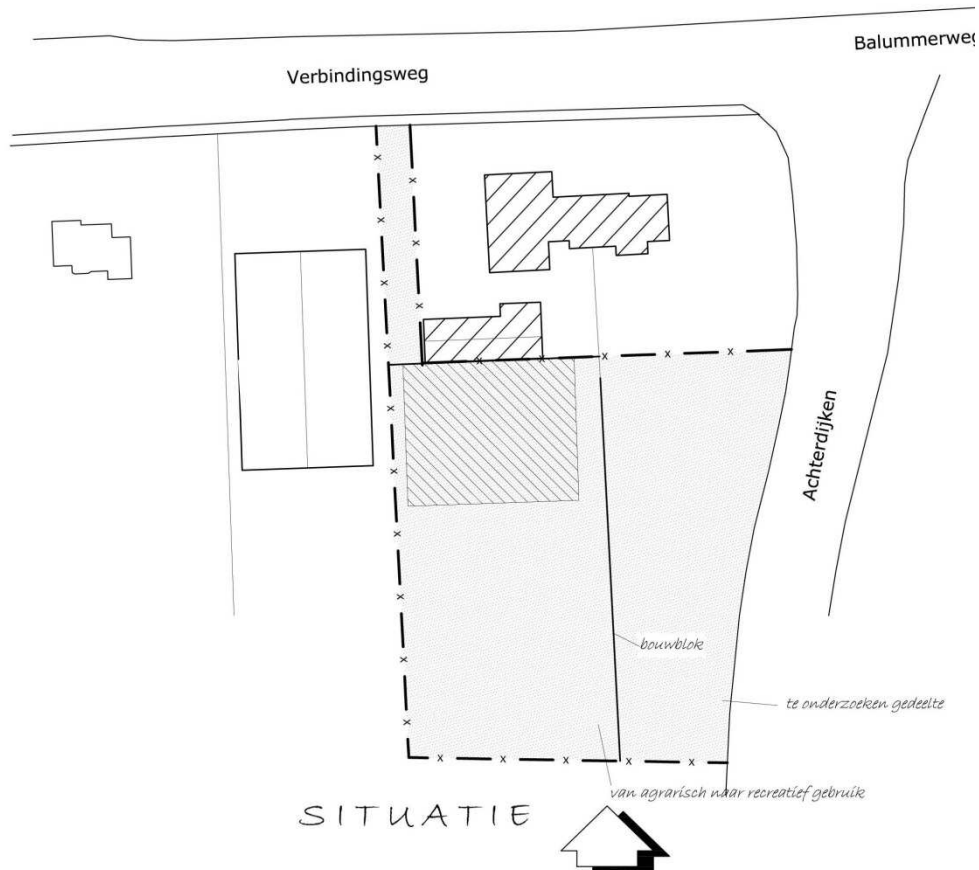 Balummerweg
Verbindingsweg
Achterdijken
bouwblok
te onderzoeken gedeelte
van agrarisch naar recreatief gebruik
SITUATIE